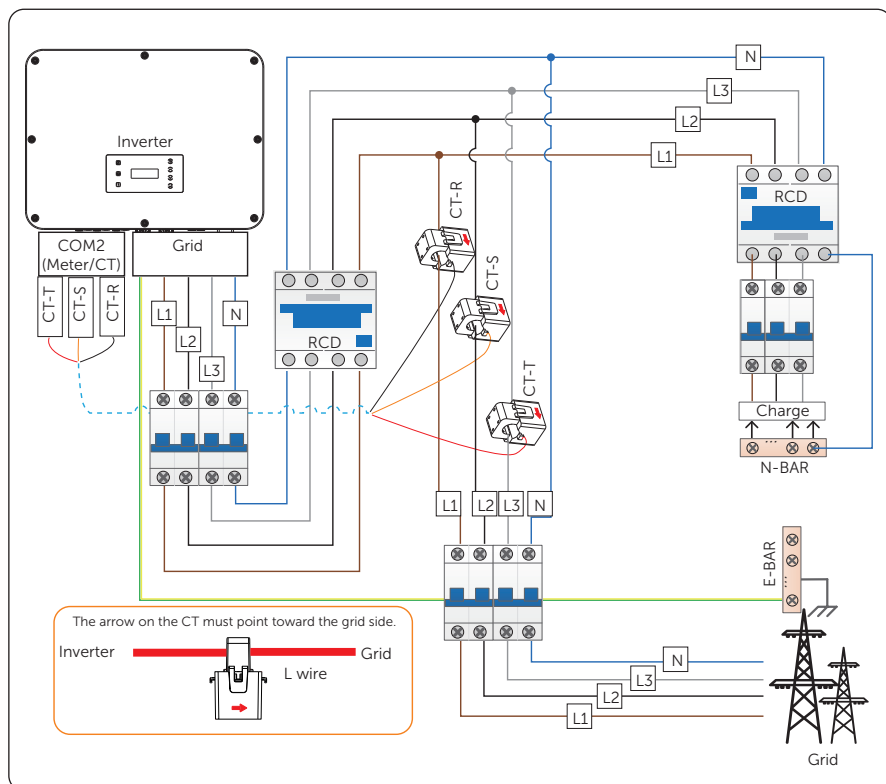 N
L3
L2
L1
Inverter
COM2
(Meter/CT)
Grid
CT-T
CT-S
CT-R
L1
L2
L3
N
RCD
CT-R
CT-S
CT-T
RCD
Charge
N-BAR
L1
L2
L3
N
E-BAR
The arrow on the CT must point toward the grid side.
Inverter
Grid
L wire
N
L3
L2
L1
Grid